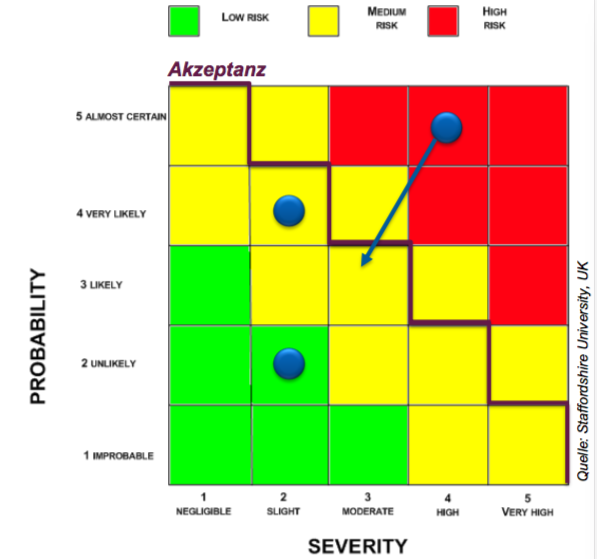 LOW RISK
MEDIUM
RISK
HIGH
RISK
Akzeptanz
5 ALMOST CERTAIN
4 VERY LIKELY
3 LIKELY
2 UNLIKELY
1 IMPROBABLE
PROBABILITY
1
NEGLIGIBLE
2
SLIGHT
3
MODERATE
4
HIGH
5
VERY HIGH
SEVERITY
Quelle: Staffordshire University, UK